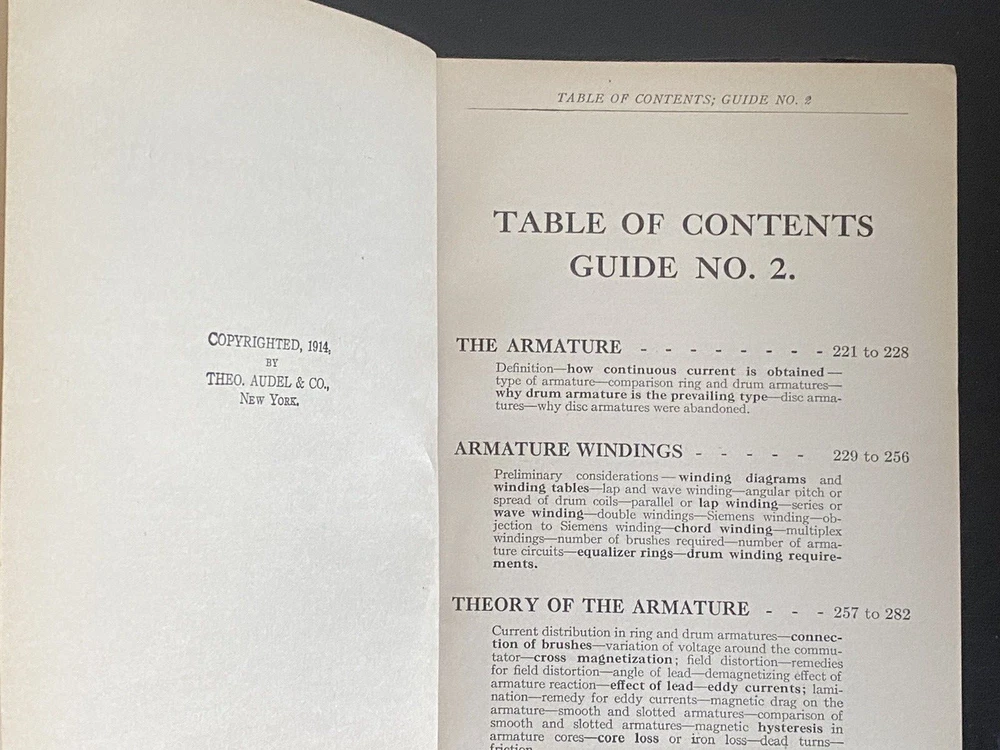 COPYRIGHTED, 1914,
BY
THEO. AUDEL & CO.,
NEW YORK.
TABLE OF CONTENTS; GUIDE NO. 2
TABLE OF CONTENTS
GUIDE NO. 2.
THE ARMATURE - - - - - - - - 221 to 228
Definition—how continuous current is obtained—
type of armature—comparison ring and drum armatures—
why drum armature is the prevailing type—disc arma-
tures—why disc armatures were abandoned.
ARMATURE WINDINGS - - - - - 229 to 256
Preliminary considerations—winding diagrams and
winding tables—lap and wave winding—angular pitch or
spread of drum coils—parallel or lap winding—series or
wave winding—double windings—Siemens winding—ob-
jection to Siemens winding—chord winding—multiplex
windings—number of brushes required—number of arma-
ture circuits—equalizer rings—drum winding require-
ments.
THEORY OF THE ARMATURE - - - 257 to 282
Current distribution in ring and drum armatures—connec-
tion of brushes—variation of voltage around the commu-
tator—cross magnetization; field distortion—remedies
for field distortion—angle of lead—demagnetizing effect of
armature reaction—effect of lead—eddy currents; lami-
nation—remedy for eddy currents—magnetic drag on the
armature—smooth and slotted armatures—comparison of
smooth and slotted armatures—magnetic hysteresis in
armature cores—core loss or iron loss—dead turns—
friction